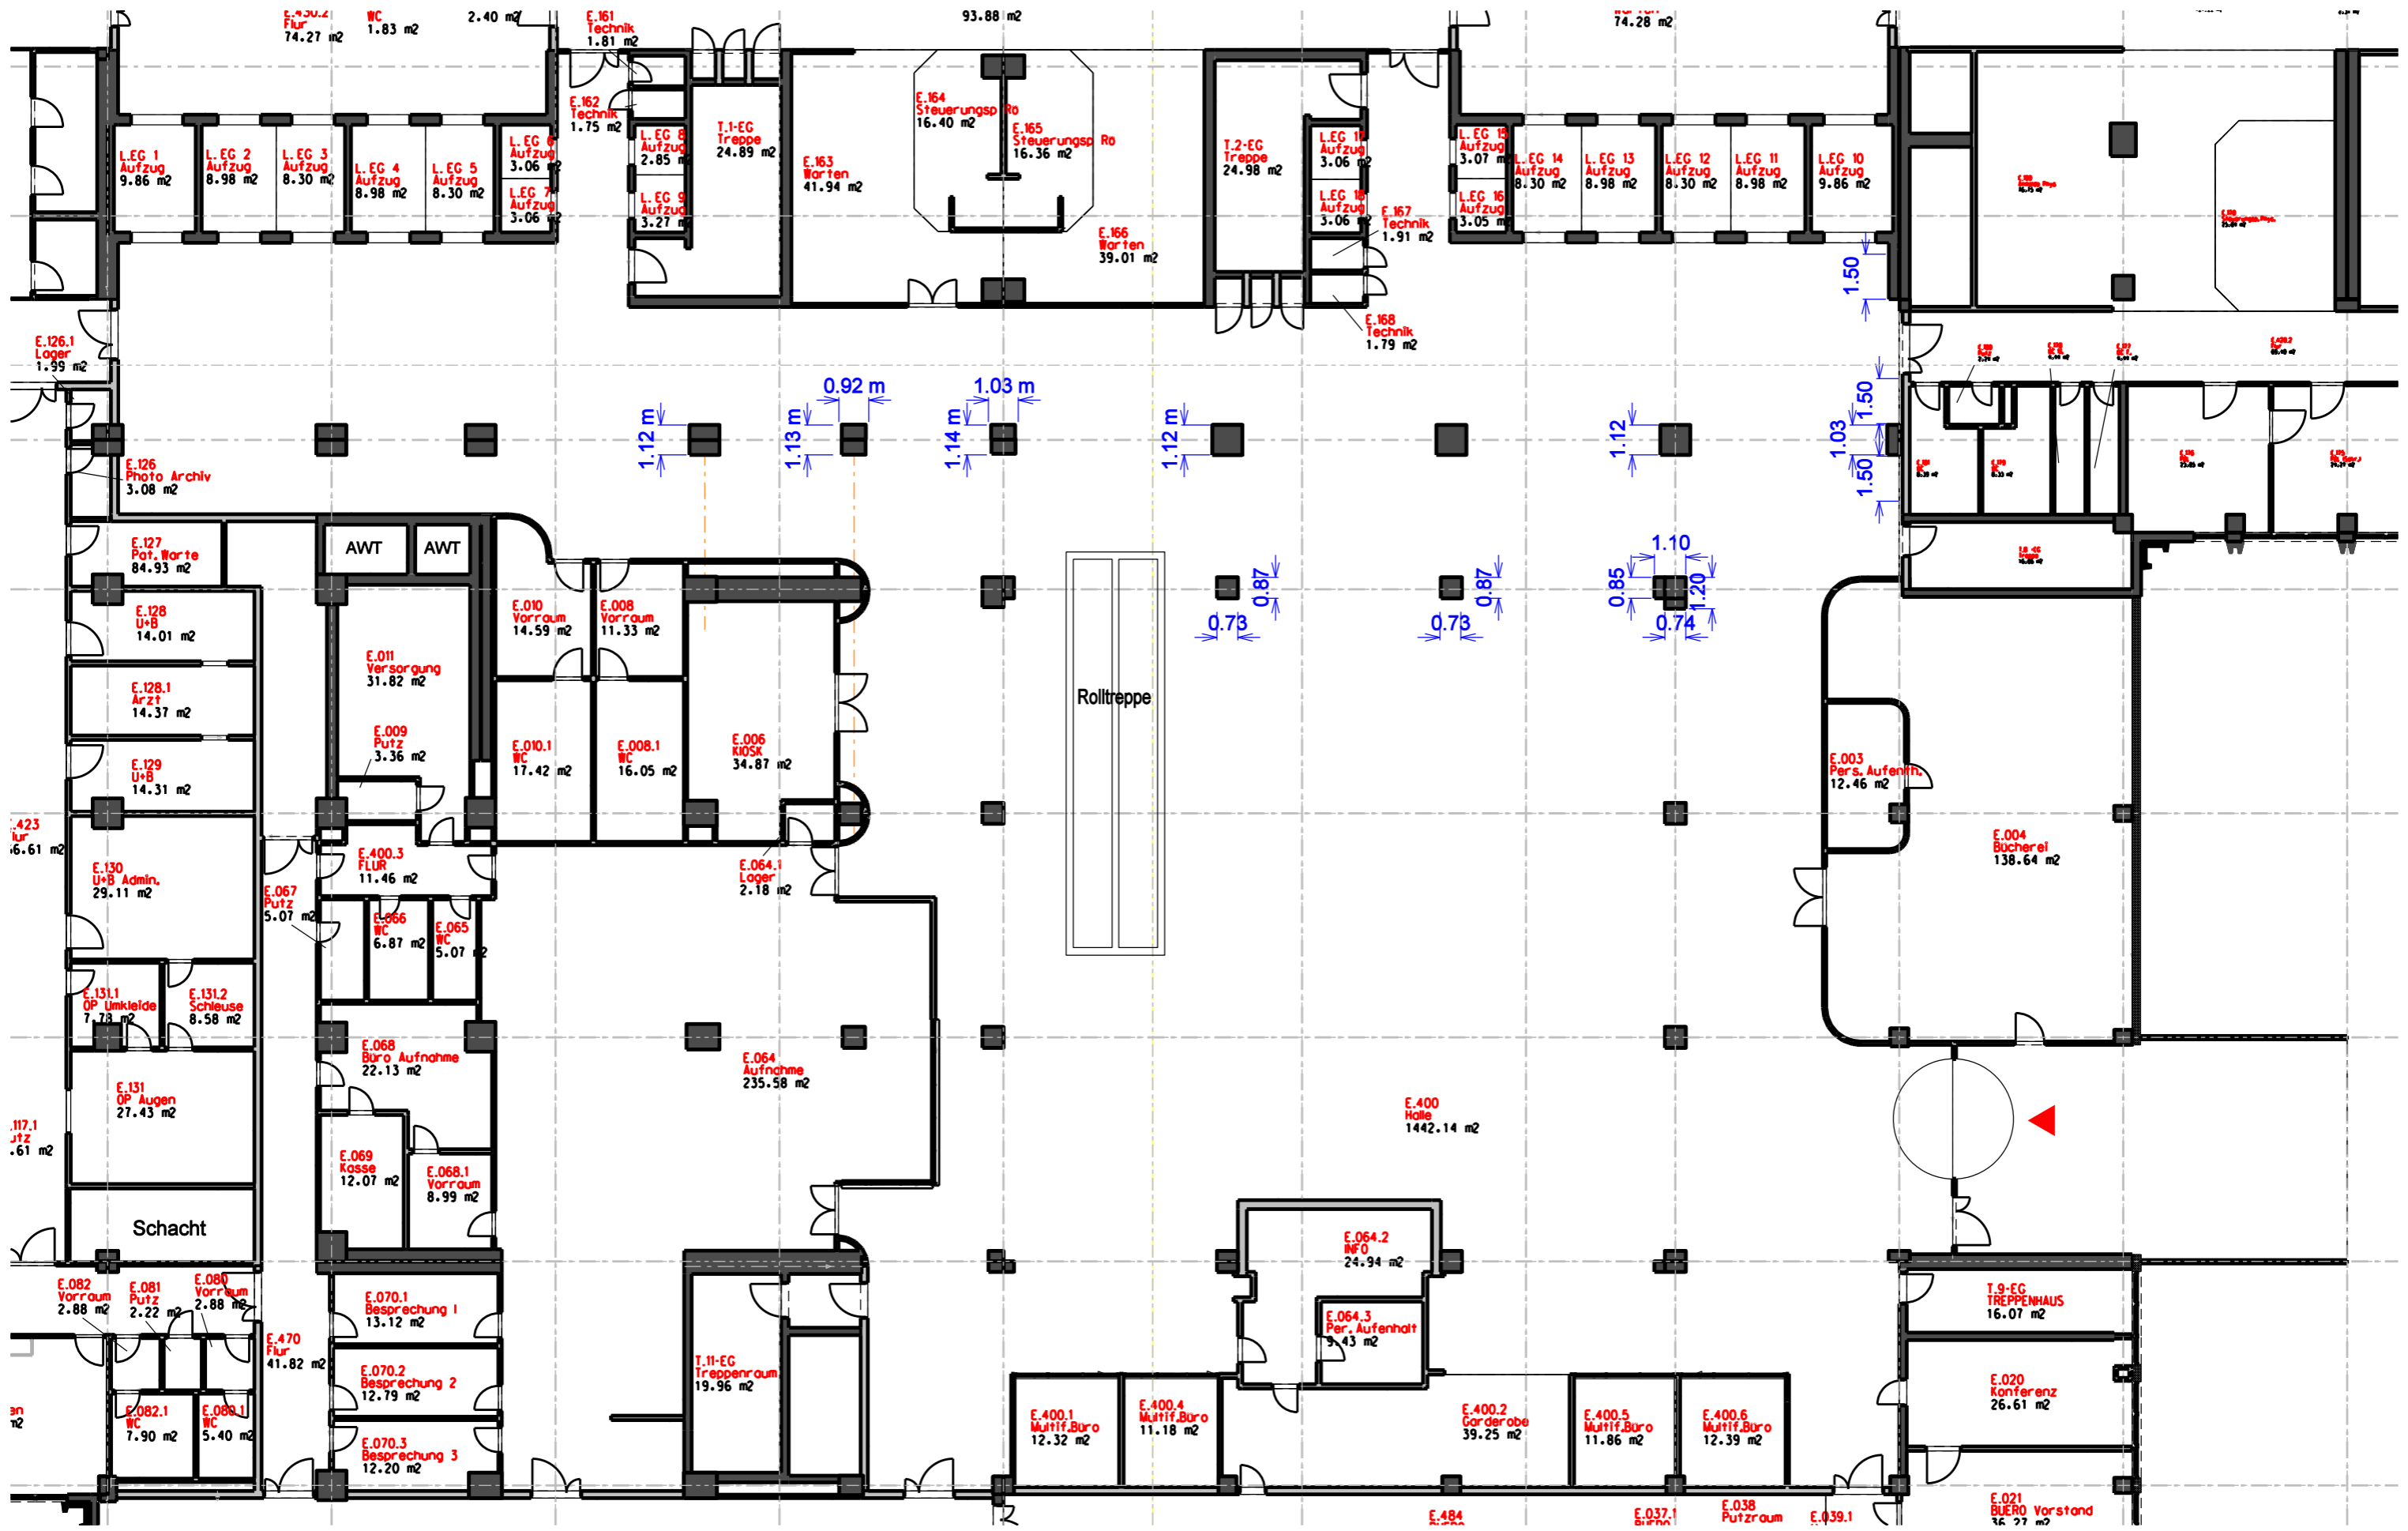 E.430.2
Flur
74.27 m2
WC
1.83 m2
2.40 m2
E.161
Technik
1.81 m2
93.88 m2
74.28 m2
E.162
Technik
1.75 m2
L.EG 1
Aufzug
9.86 m2
L.EG 2
Aufzug
8.98 m2
L.EG 3
Aufzug
8.30 m2
L.EG 4
Aufzug
8.98 m2
L.EG 5
Aufzug
8.30 m2
L.EG 6
Aufzug
3.06 m2
L.EG 7
Aufzug
3.06 m2
L.EG 8
Aufzug
2.85 m2
L.EG 9
Aufzug
3.27 m2
T.1-EG
Treppe
24.89 m2
E.163
Warten
41.94 m2
E.164
Steuerungsp Rö
16.40 m2
E.165
Steuerungsp Rö
16.36 m2
E.166
Warten
39.01 m2
T.2-EG
Treppe
24.98 m2
L.EG 17
Aufzug
3.06 m2
L.EG 18
Aufzug
3.06 m2
E.167
Technik
1.91 m2
E.168
Technik
1.79 m2
L.EG 15
Aufzug
3.07 m2
L.EG 16
Aufzug
3.05 m2
L.EG 14
Aufzug
8.30 m2
L.EG 13
Aufzug
8.98 m2
L.EG 12
Aufzug
8.30 m2
L.EG 11
Aufzug
8.98 m2
L.EG 10
Aufzug
9.86 m2
1.50
E.126.1
Lager
1.99 m2
0.92 m
1.03 m
1.12 m
1.13 m
1.14 m
1.12 m
1.12
1.50
1.03
1.50
E.126
Photo Archiv
3.08 m2
E.127
Pat.Warte
84.93 m2
AWT
AWT
E.128
U+B
14.01 m2
E.128.1
Arzt
14.37 m2
E.129
U+B
14.31 m2
E.011
Versorgung
31.82 m2
E.009
Putz
3.36 m2
E.010
Vorraum
14.59 m2
E.008
Vorraum
11.33 m2
E.010.1
WC
17.42 m2
E.008.1
WC
16.05 m2
E.006
KIOSK
34.87 m2
Rolltreppe
0.87
0.73
0.87
0.73
1.10
0.85
1.20
0.74
E.003
Pers.Aufenth.
12.46 m2
E.004
Bücherei
138.64 m2
E.130
U+B Admin.
29.11 m2
E.400.3
FLUR
11.46 m2
E.064.1
Lager
2.18 m2
E.067
Putz
5.07 m2
E.066
WC
6.87 m2
E.065
WC
5.07 m2
E.131.1
OP Umkleide
7.78 m2
E.131.2
Schleuse
8.58 m2
E.068
Büro Aufnahme
22.13 m2
E.064
Aufnahme
235.58 m2
E.131
OP Augen
27.43 m2
E.400
Halle
1442.14 m2
E.069
Kasse
12.07 m2
E.068.1
Vorraum
8.99 m2
Schacht
E.064.2
INFO
24.94 m2
E.064.3
Per.Aufenhalt
9.43 m2
E.082
Vorraum
2.88 m2
E.081
Putz
2.22 m2
E.080
Vorraum
2.88 m2
E.470
Flur
41.82 m2
E.070.1
Besprechung 1
13.12 m2
E.070.2
Besprechung 2
12.79 m2
E.070.3
Besprechung 3
12.20 m2
E.082.1
WC
7.90 m2
E.080.1
WC
5.40 m2
T.11-EG
Treppenraum
19.96 m2
E.400.1
Multif.Büro
12.32 m2
E.400.4
Multif.Büro
11.18 m2
E.400.2
Garderobe
39.25 m2
E.400.5
Multif.Büro
11.86 m2
E.400.6
Multif.Büro
12.39 m2
T.9-EG
TREPPENHAUS
16.07 m2
E.020
Konferenz
26.61 m2
E.021
BUERO Vorstand
36.27 m2
E.484
E.037.1
E.038
Putzraum
E.039.1